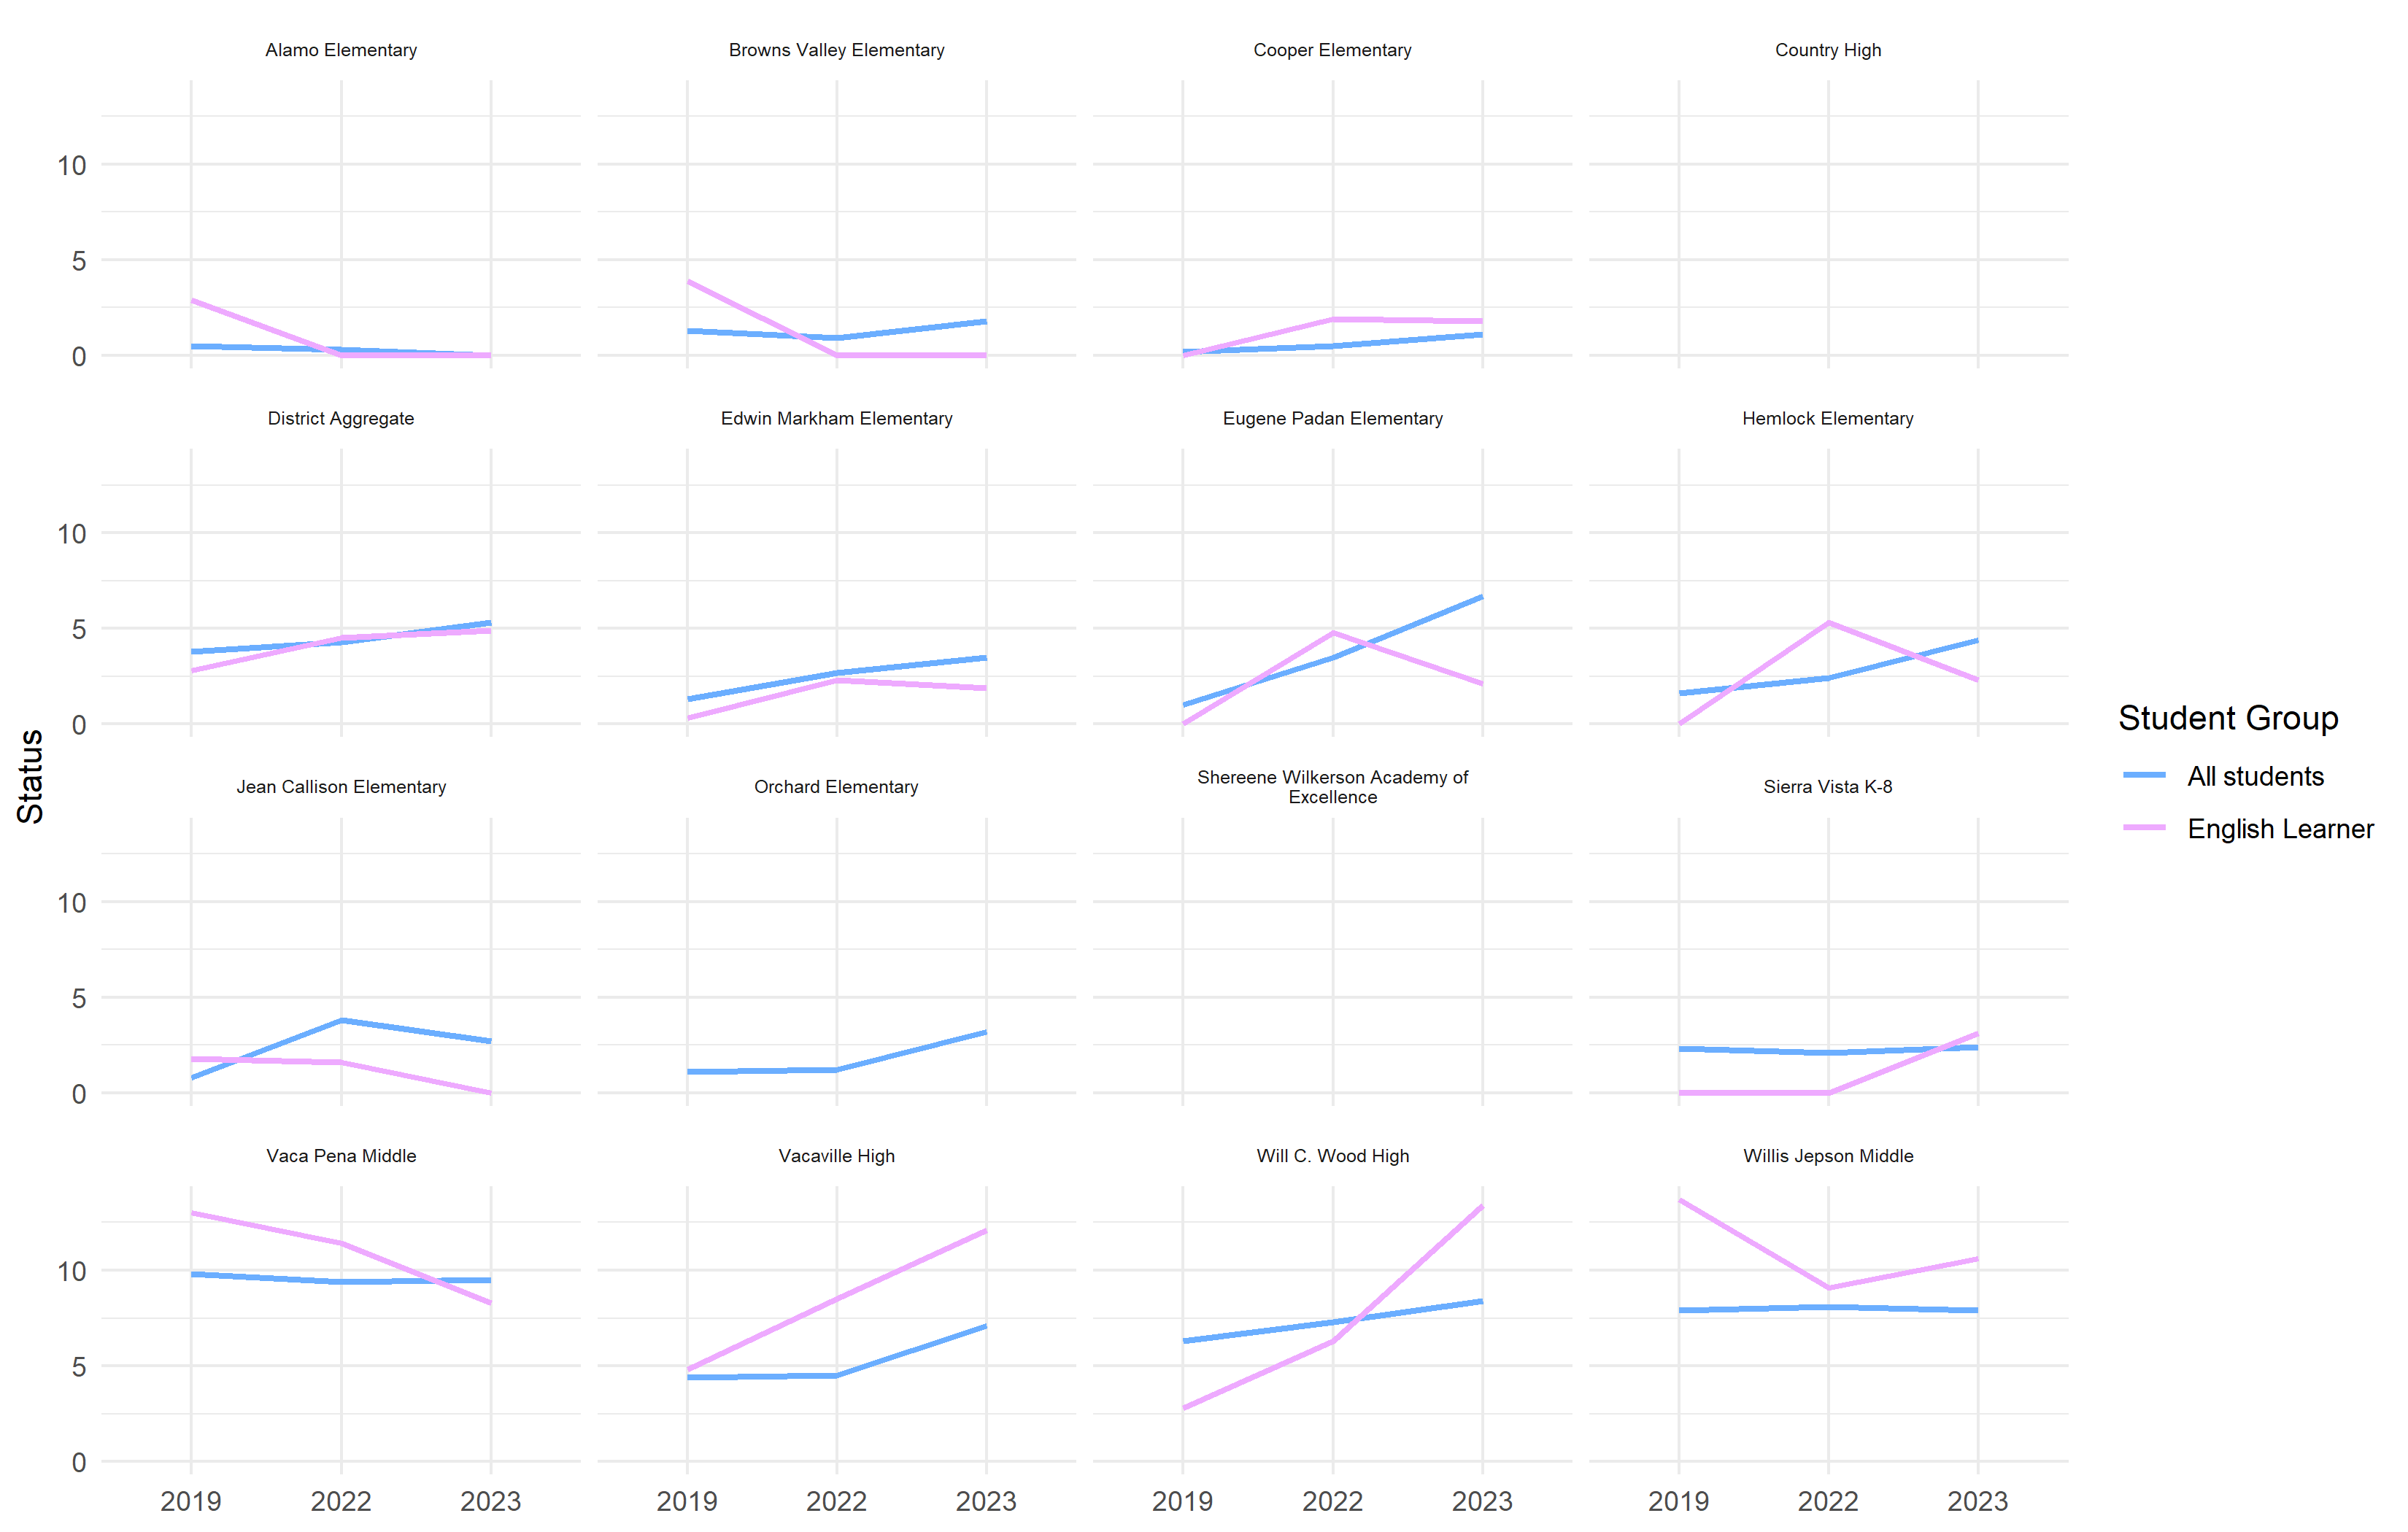 Alamo Elementary
Browns Valley Elementary
Cooper Elementary
Country High
10
5
0
District Aggregate
Edwin Markham Elementary
Eugene Padan Elementary
Hemlock Elementary
10
5
0
Status
Student Group
All students
English Learner
Jean Callison Elementary
Orchard Elementary
Shereene Wilkerson Academy of
Excellence
Sierra Vista K-8
10
5
0
Vaca Pena Middle
Vacaville High
Will C. Wood High
Willis Jepson Middle
10
5
0
2019 2022 2023
2019 2022 2023
2019 2022 2023
2019 2022 2023